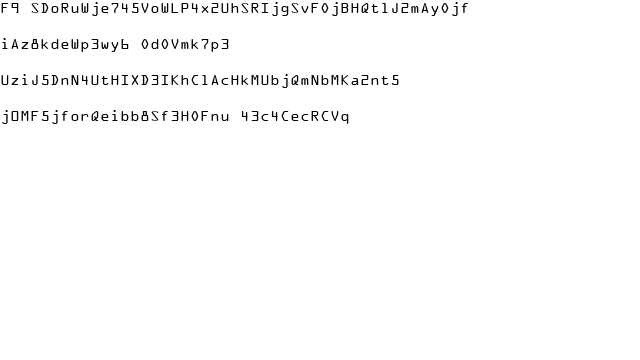 F9 SDoRuWje745VoWLP4x2UhSRIjgSvF0jBHQtlJ2mAy0jf
iAz8kdeWp3wy6 0d0Vmk7p3
UziJ5DnN4UtHIXD3IKhClAcHkMUbjQmNbMKa2nt5
jOMF5jforQeibb8Sf3H0Fnu 43c4CecRCVq